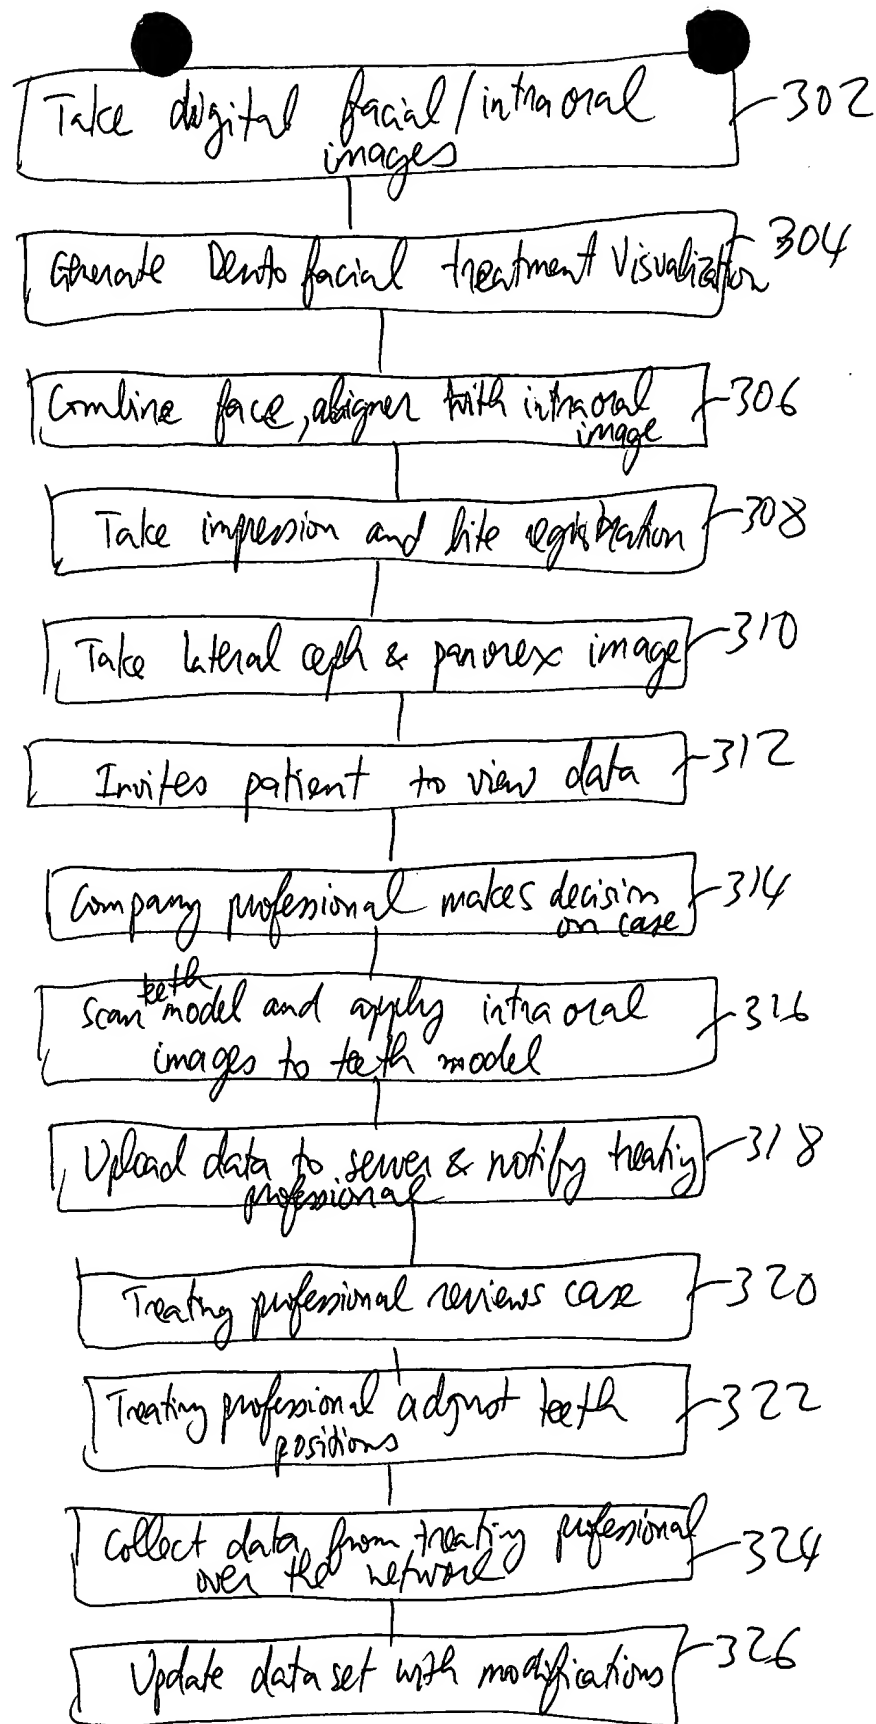 Take digital facial/intraoral 302
images
Generate Dento facial treatment Visualization 304
Combine face, aligner with intraoral 306
image
Take impression and bite registration 308
Take Lateral ceph & panorex image 310
Invites patient to view data 312
Company professional makes decision 314
on case
Scan teeth model and apply intra oral 316
images to teeth model
Upload data to server & notify treating 318
professional
Treating professional reviews case 320
Treating professional adjust teeth 322
positions
Collect data from treating professional 324
over the network
Update data set with modifications 326